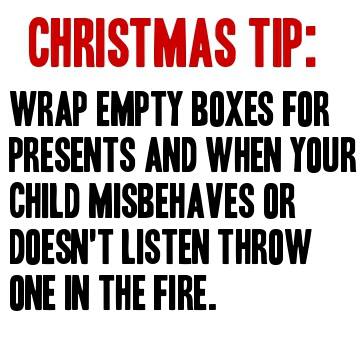 CHRISTMAS TIP:
WRAP EMPTY BOXES FOR
PRESENTS AND WHEN YOUR
CHILD MISBEHAVES OR
DOESN'T LISTEN THROW
ONE IN THE FIRE.